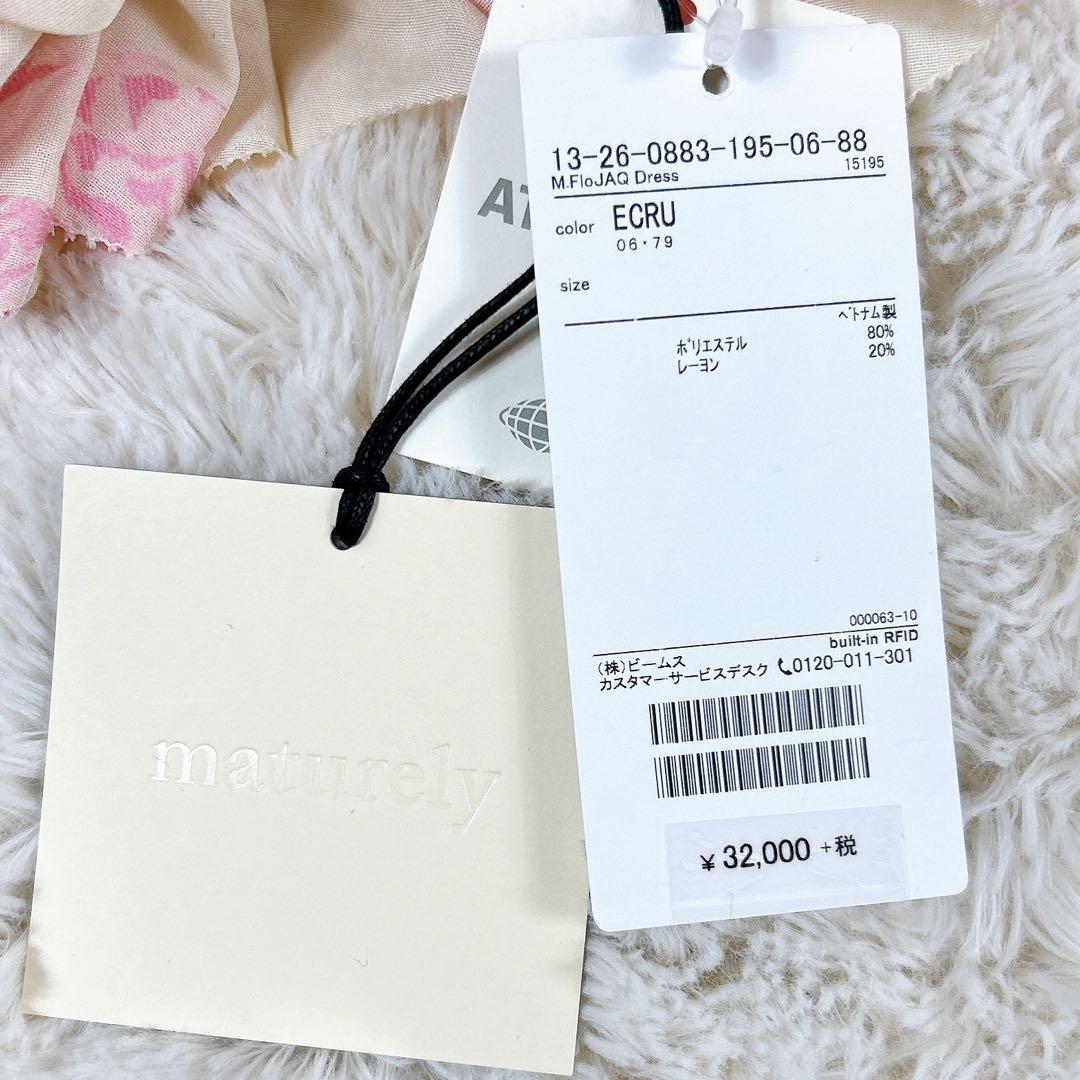 13-26-0883-195-06-88
M.FloJAQ Dress 15195
color ECRU
06・79
size
ベトナム製
ポリエステル 80%
レーヨン 20%
000063-10
built-in RFID
(株)ビームス
カスタマーサービスデスク 0120-011-301
¥32,000 +税
AT
maturely